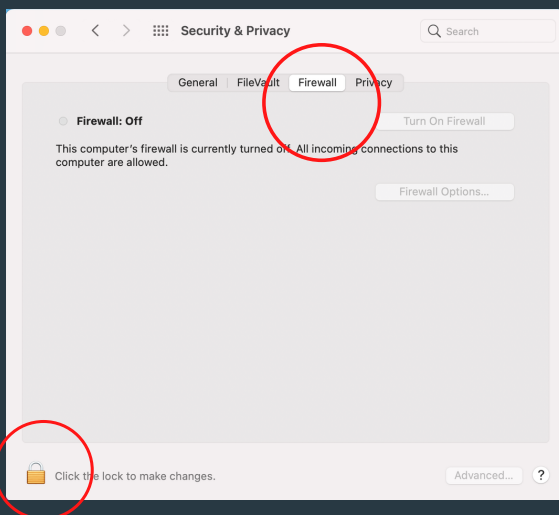 Security & Privacy
Search
General
FileVault
Firewall
Privacy
Firewall: Off
Turn On Firewall
This computer's firewall is currently turned off. All incoming connections to this
computer are allowed.
Firewall Options...
Click the lock to make changes.
Advanced...
?